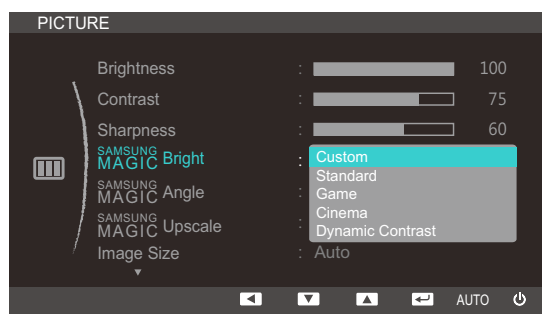 PICTURE
Brightness : 100
Contrast : 75
Sharpness : 60
SAMSUNG MAGIC Bright : Custom
Standard
Game
Cinema
Dynamic Contrast
SAMSUNG MAGIC Angle :
SAMSUNG MAGIC Upscale :
Image Size : Auto
AUTO